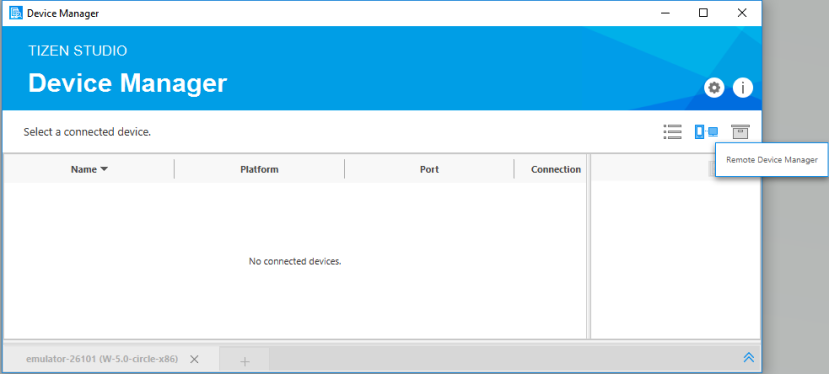 Device Manager
TIZEN STUDIO
Device Manager
i
Select a connected device.
Remote Device Manager
Name Platform Port Connection
No connected devices.
emulator-26101 (W-5.0-circle-x86) +